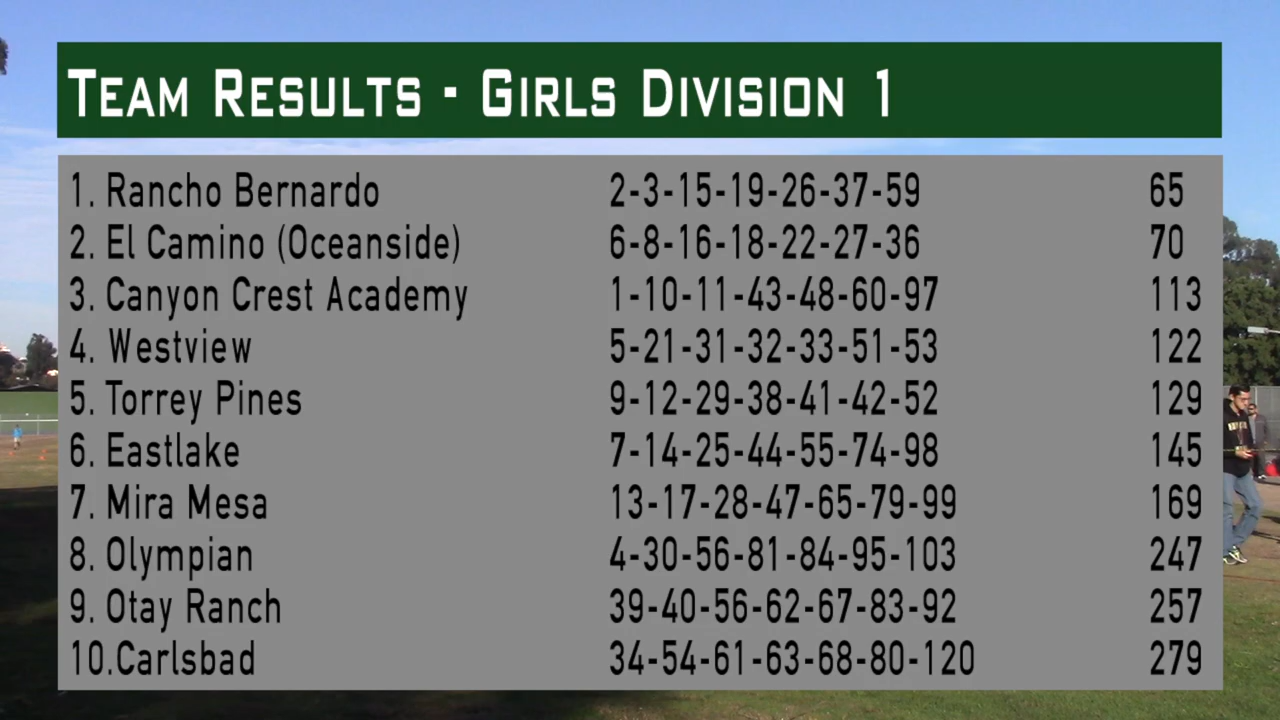 Team Results - Girls Division 1
1. Rancho Bernardo 2-3-15-19-26-37-59 65
2. El Camino (Oceanside) 6-8-16-18-22-27-36 70
3. Canyon Crest Academy 1-10-11-43-48-60-97 113
4. Westview 5-21-31-32-33-51-53 122
5. Torrey Pines 9-12-29-38-41-42-52 129
6. Eastlake 7-14-25-44-55-74-98 145
7. Mira Mesa 13-17-28-47-65-79-99 169
8. Olympian 4-30-56-81-84-95-103 247
9. Otay Ranch 39-40-56-62-67-83-92 257
10.Carlsbad 34-54-61-63-68-80-120 279